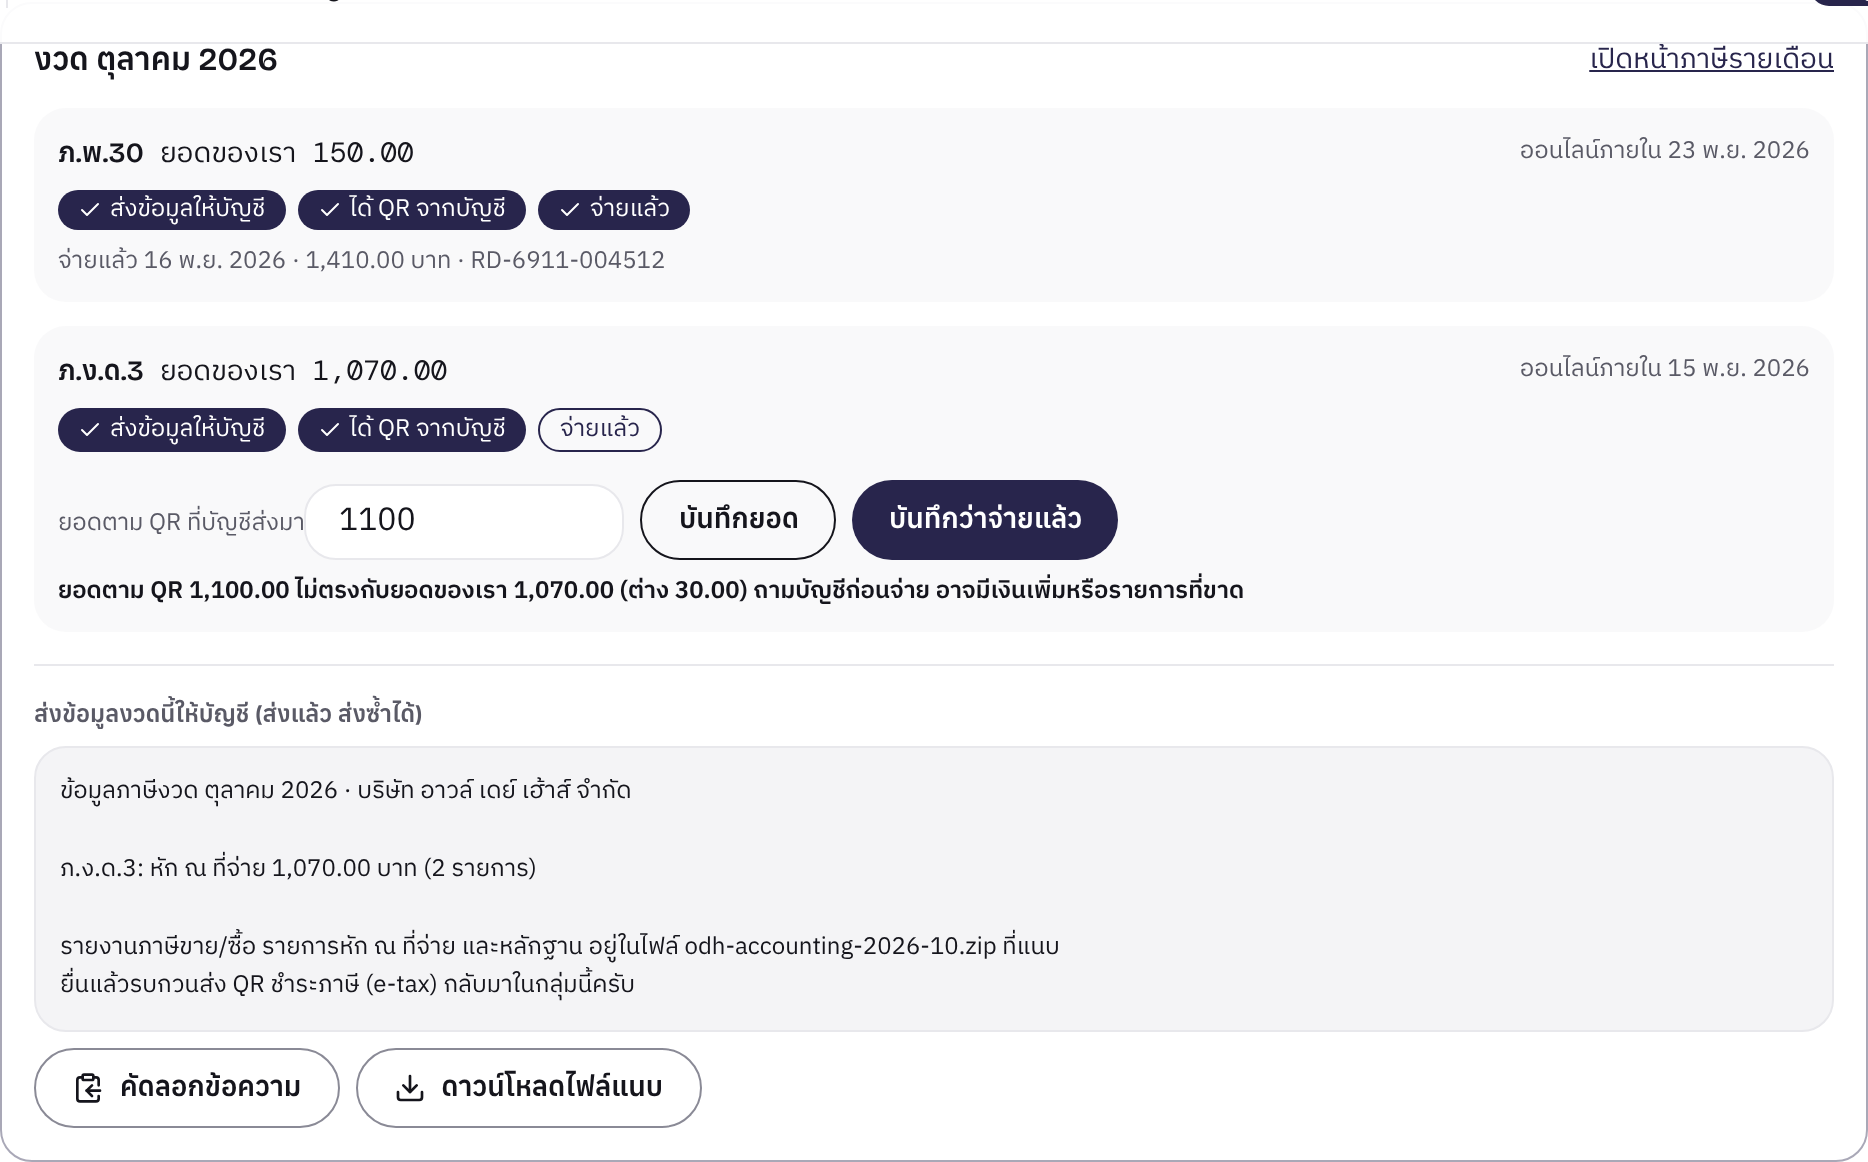 งวด ตุลาคม 2026
เปิดหน้าภาษีรายเดือน
ภ.พ.30 ยอดของเรา 150.00
ออนไลน์ภายใน 23 พ.ย. 2026
ส่งข้อมูลให้บัญชี ได้ QR จากบัญชี จ่ายแล้ว
จ่ายแล้ว 16 พ.ย. 2026 · 1,410.00 บาท · RD-6911-004512
ภ.ง.ด.3 ยอดของเรา 1,070.00
ออนไลน์ภายใน 15 พ.ย. 2026
ส่งข้อมูลให้บัญชี ได้ QR จากบัญชี จ่ายแล้ว
ยอดตาม QR ที่บัญชีส่งมา 1100 บันทึกยอด บันทึกว่าจ่ายแล้ว
ยอดตาม QR 1,100.00 ไม่ตรงกับยอดของเรา 1,070.00 (ต่าง 30.00) ถามบัญชีก่อนจ่าย อาจมีเงินเพิ่มหรือรายการที่ขาด
ส่งข้อมูลงวดนี้ให้บัญชี (ส่งแล้ว ส่งซ้ำได้)
ข้อมูลภาษีงวด ตุลาคม 2026 · บริษัท อาวล์ เดย์ เฮ้าส์ จำกัด
ภ.ง.ด.3: หัก ณ ที่จ่าย 1,070.00 บาท (2 รายการ)
รายงานภาษีขาย/ซื้อ รายการหัก ณ ที่จ่าย และหลักฐาน อยู่ในไฟล์ odh-accounting-2026-10.zip ที่แนบ
ยื่นแล้วรบกวนส่ง QR ชำระภาษี (e-tax) กลับมาในกลุ่มนี้ครับ
คัดลอกข้อความ ดาวน์โหลดไฟล์แนบ